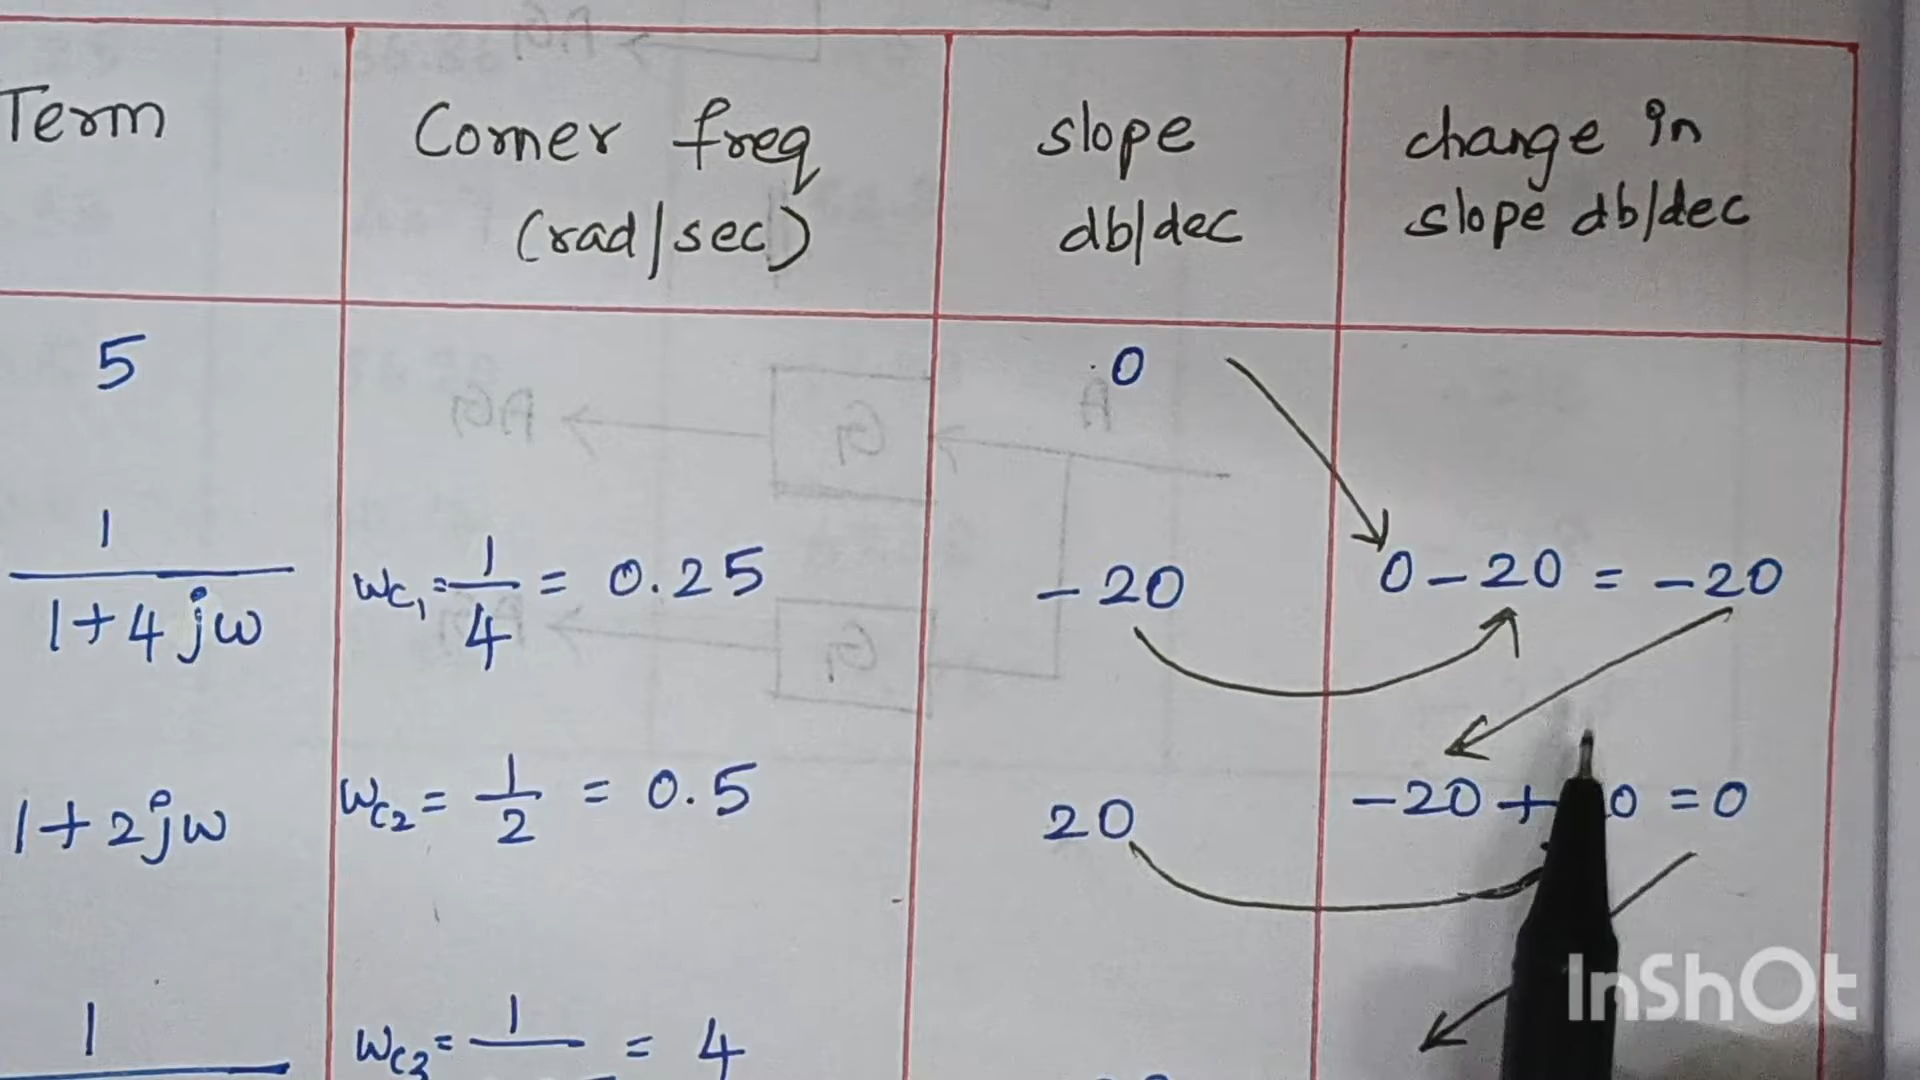 Term
Corner freq
(rad/sec)
slope
db/dec
change in
slope db/dec
5
0
1
1+4jω
ωc₁ = 1/4 = 0.25
-20
0-20 = -20
1+2jω
ωc₂ = 1/2 = 0.5
20
-20+ 0 = 0
1
ωc₃ = 1 = 4
InShOt